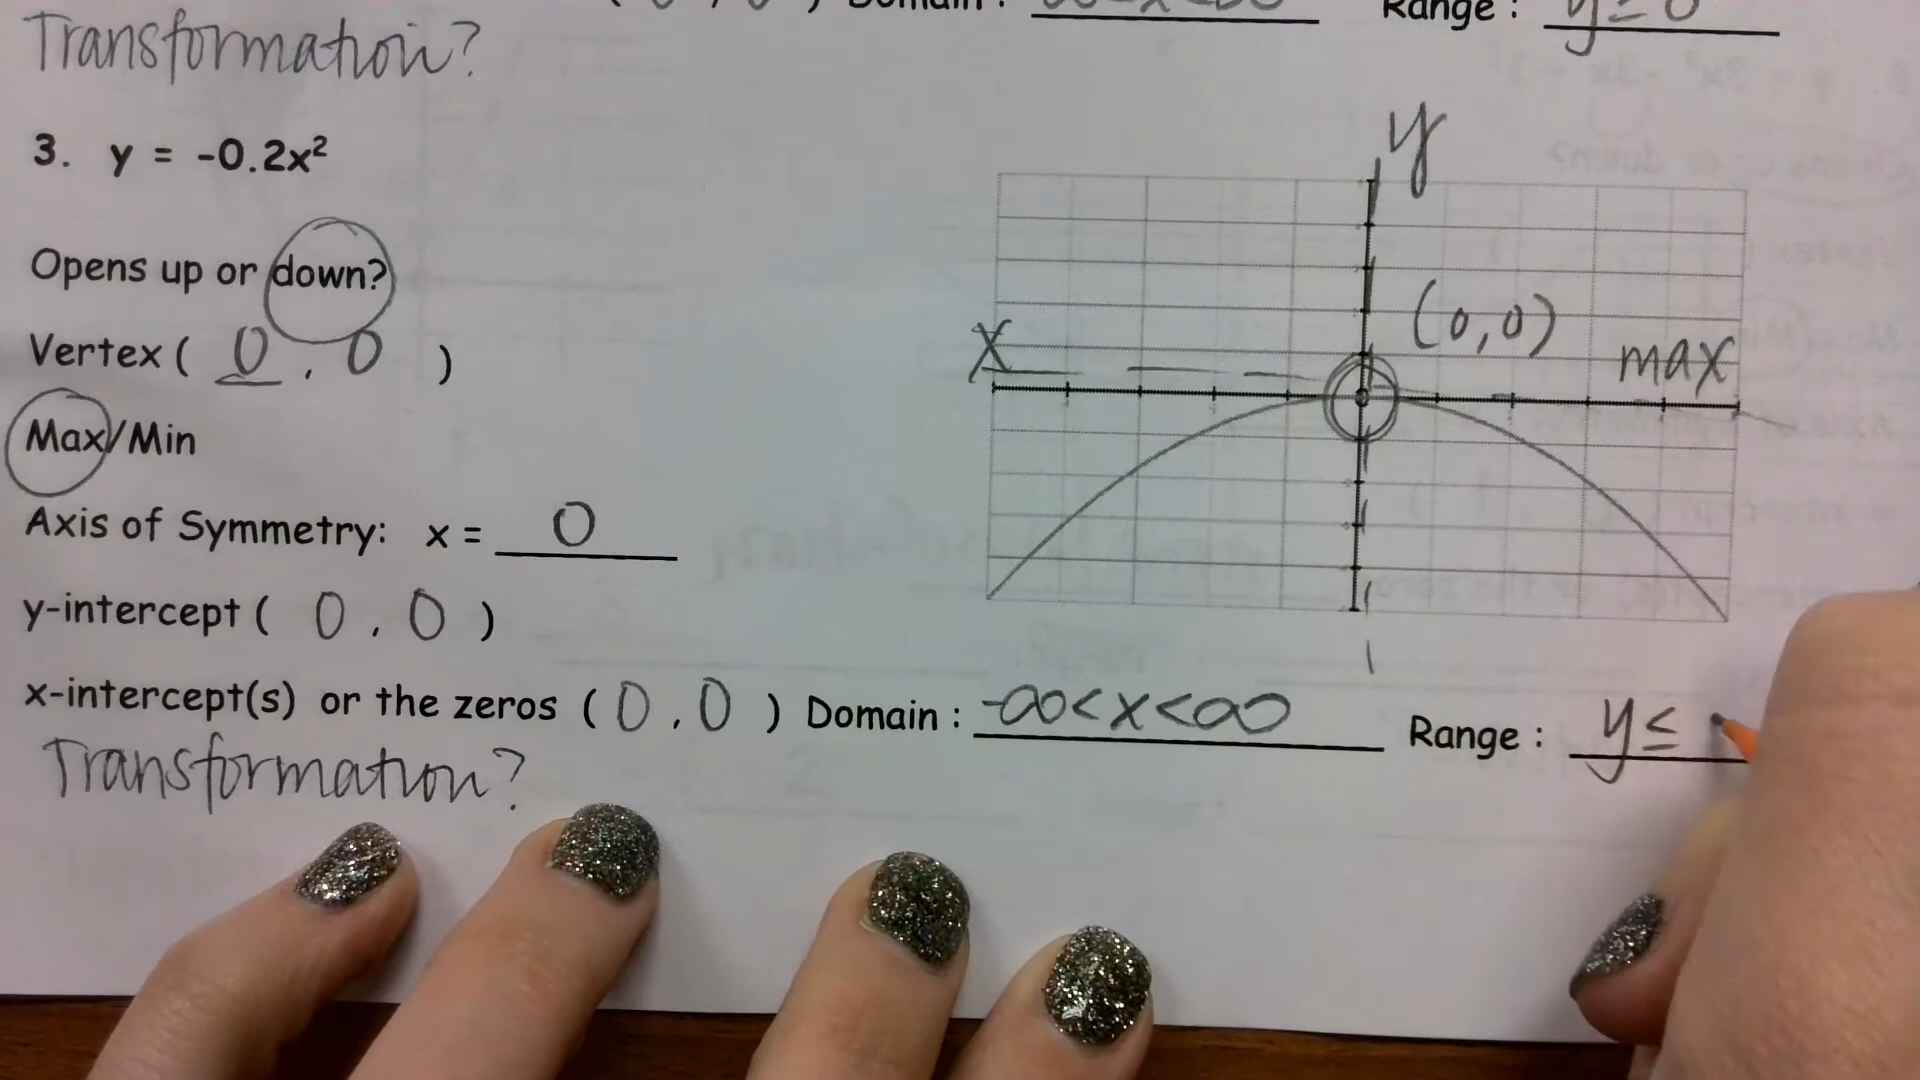 Domain : Range : y ≥ 0
Transformation?
3. y = -0.2x²
Opens up or down?
Vertex ( 0 , 0 )
Max/Min
Axis of Symmetry: x = 0
y-intercept ( 0 , 0 )
x-intercept(s) or the zeros ( 0 , 0 ) Domain : -∞<x<∞ Range : y ≤
Transformation?
y
(0,0)
x
max